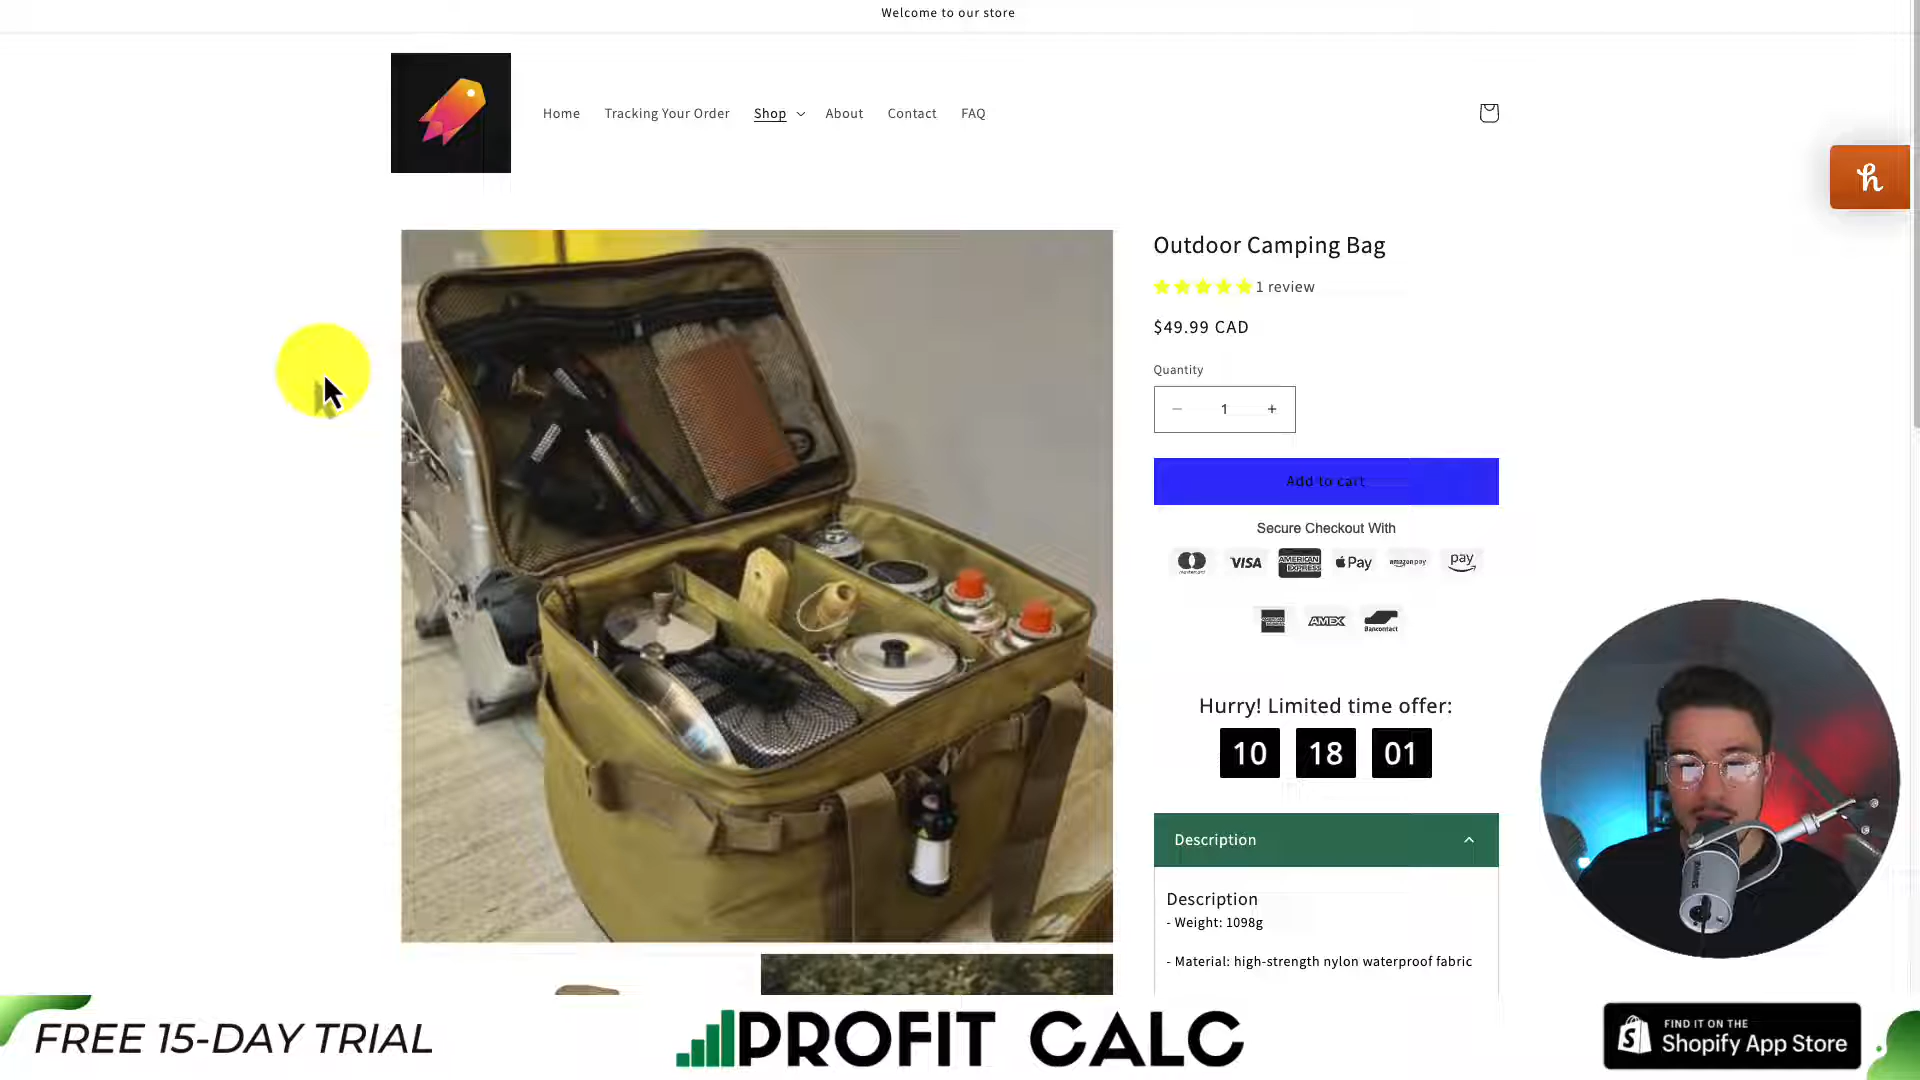 Welcome to our store
Home
Tracking Your Order
Shop
About
Contact
FAQ
Outdoor Camping Bag
1 review
$49.99 CAD
Quantity
1
Add to cart
Secure Checkout With
mastercard
VISA
AMERICAN EXPRESS
Pay
amazon pay
pay
AMEX
Bancontact
Hurry! Limited time offer:
10 18 01
Description
Description
- Weight: 1098g
- Material: high-strength nylon waterproof fabric
FREE 15-DAY TRIAL
PROFIT CALC
FIND IT ON THE
Shopify App Store